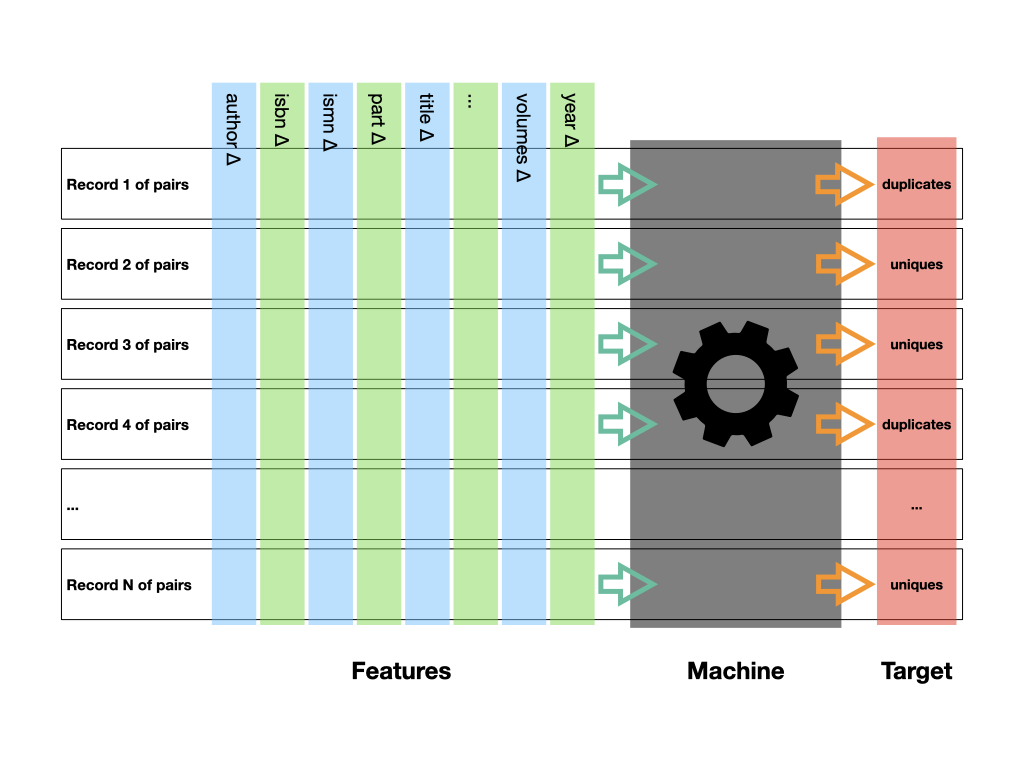 author Δ
isbn Δ
ismn Δ
part Δ
title Δ
...
volumes Δ
year Δ
Record 1 of pairs
duplicates
Record 2 of pairs
uniques
Record 3 of pairs
uniques
Record 4 of pairs
duplicates
...
...
Record N of pairs
uniques
Features
Machine
Target